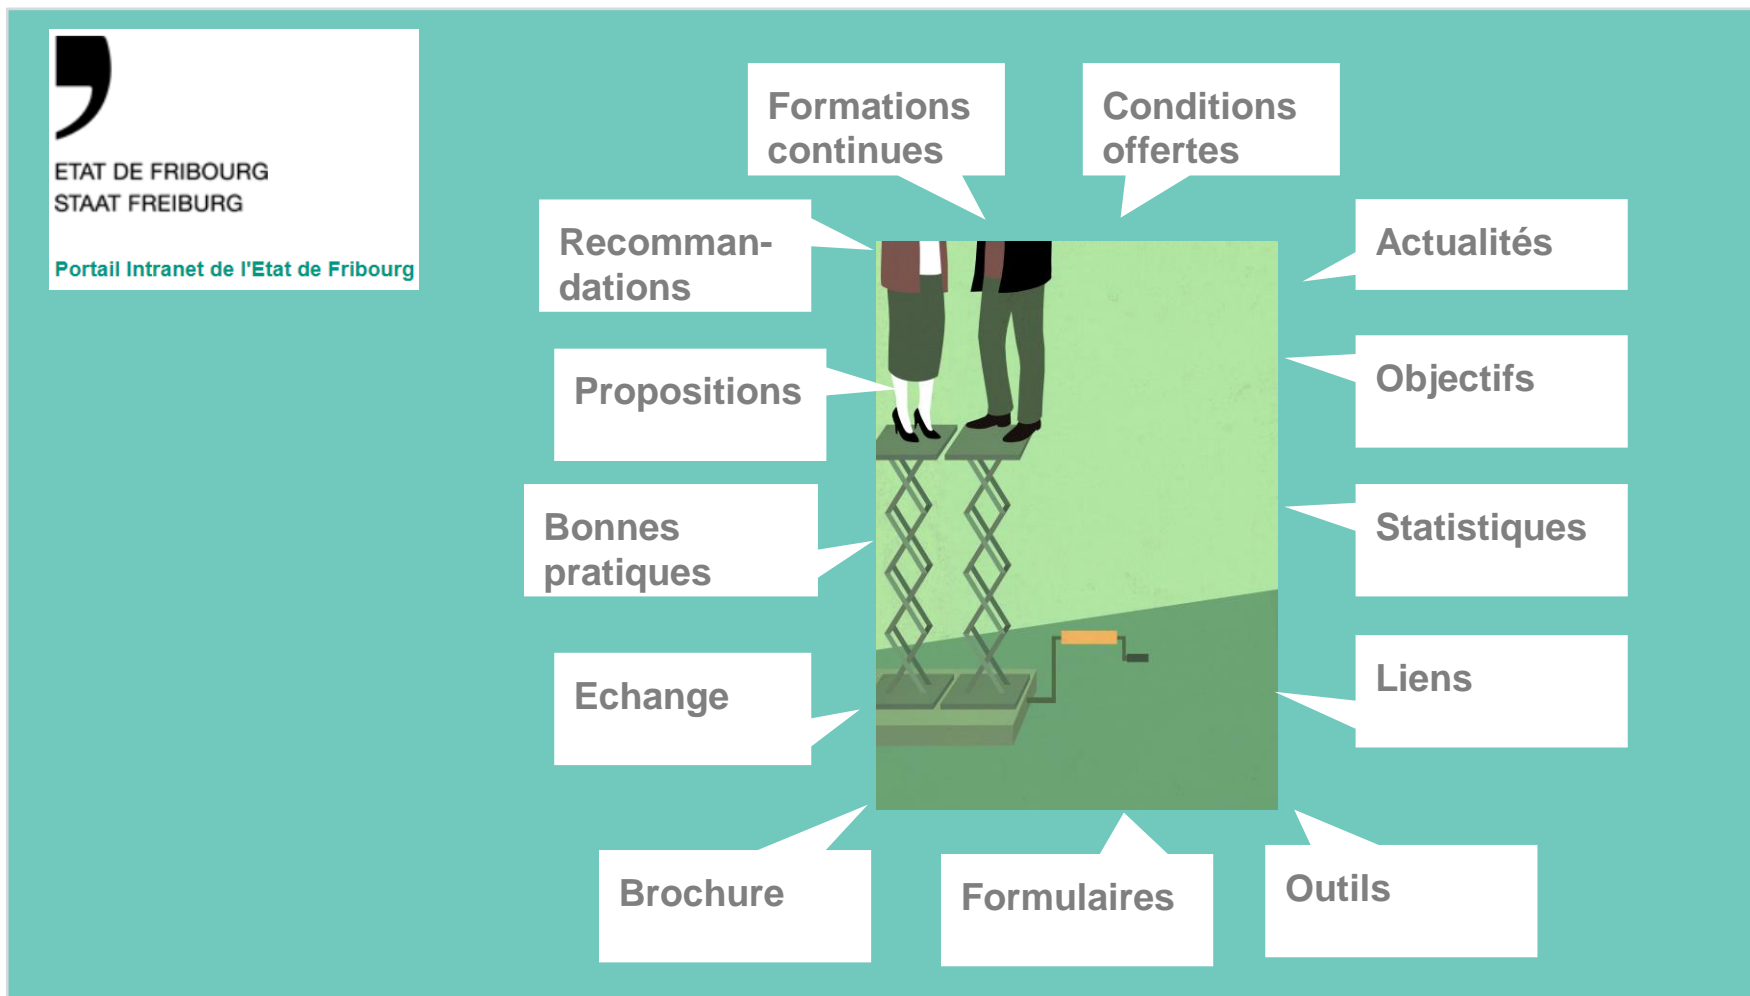 ETAT DE FRIBOURG
STAAT FREIBURG
Portail Intranet de l'Etat de Fribourg
Formations
continues
Conditions
offertes
Recomman-
dations
Actualités
Propositions
Objectifs
Bonnes
pratiques
Statistiques
Echange
Liens
Brochure
Formulaires
Outils